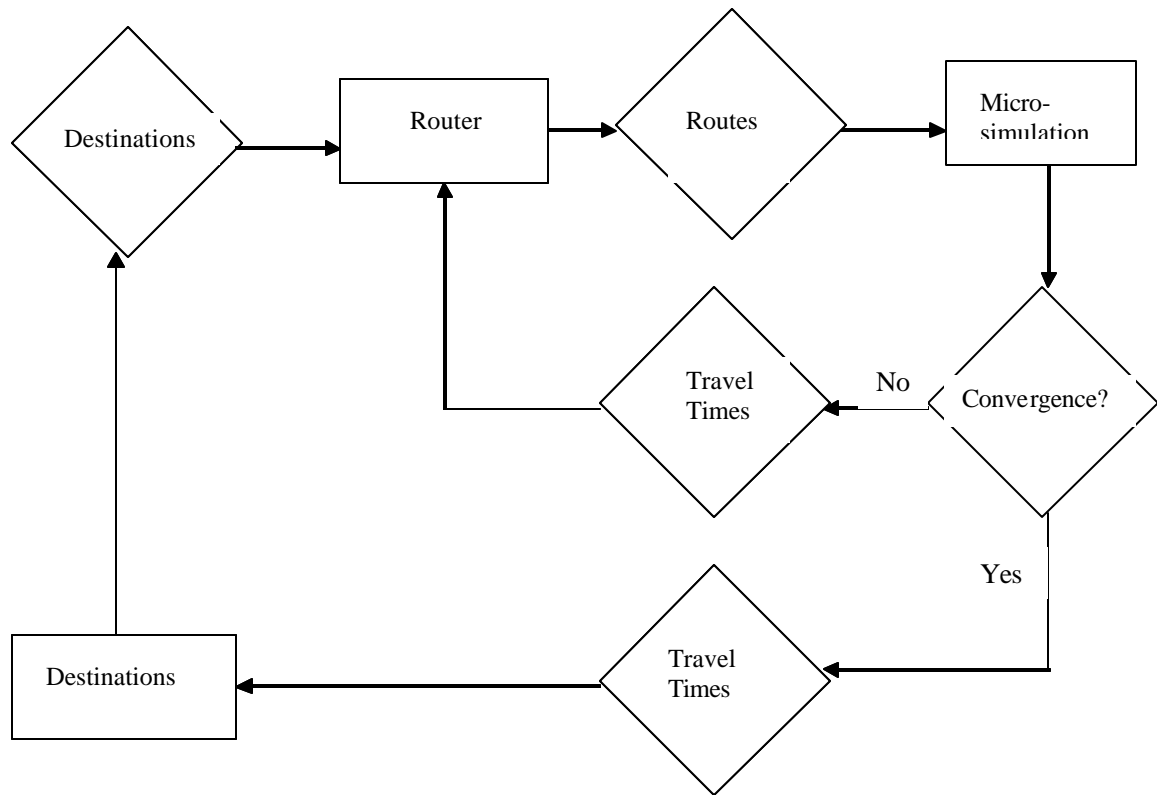 Destinations
Router
Routes
Micro-
simulation
Travel
Times
No
Convergence?
Yes
Travel
Times
Destinations